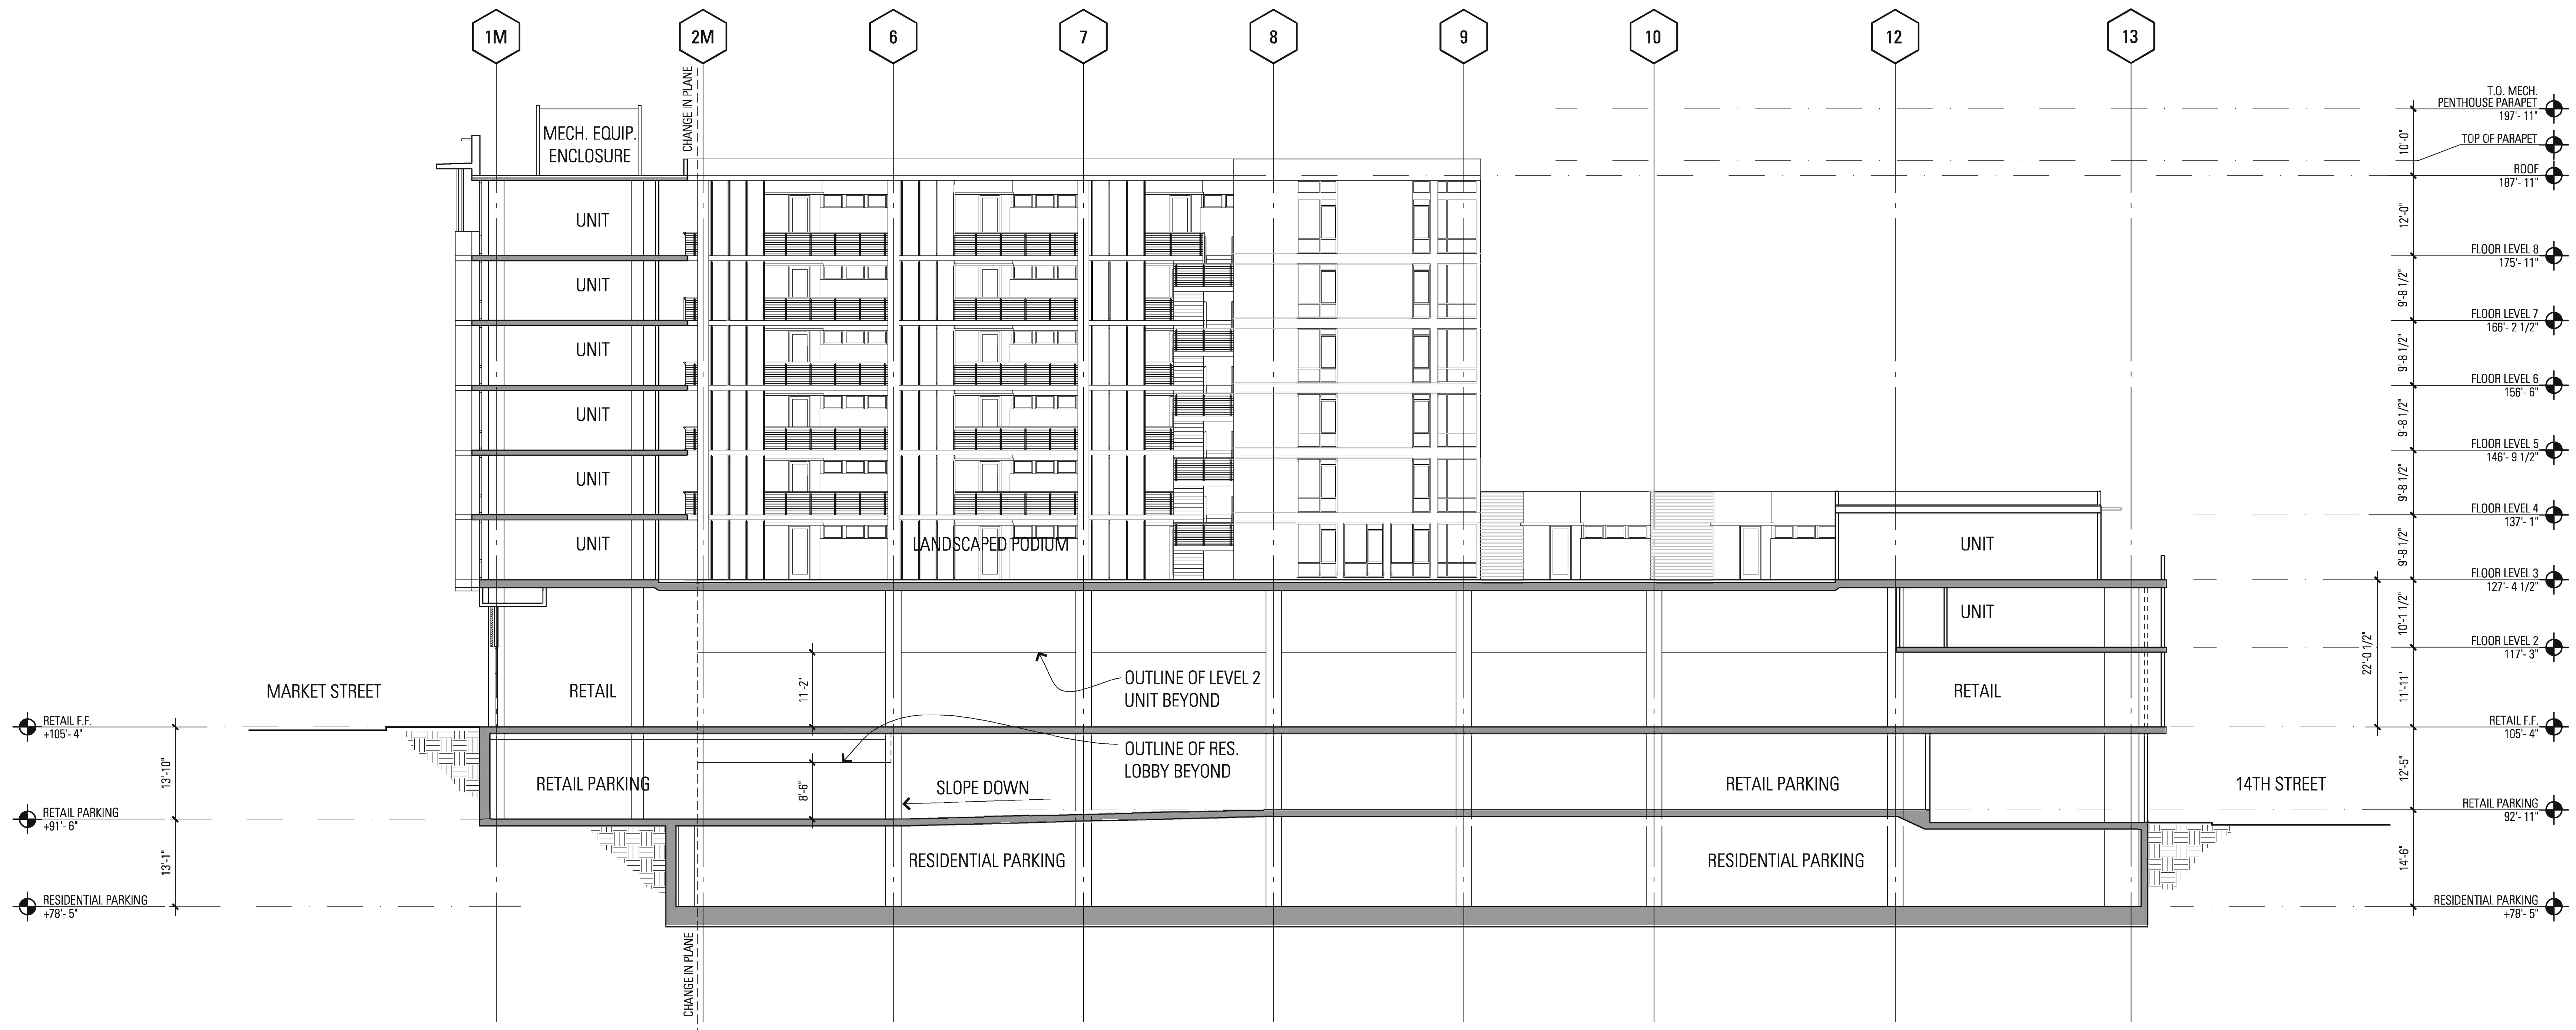 1M
2M
6
7
8
9
10
12
13
CHANGE IN PLANE
MECH. EQUIP.
ENCLOSURE
T.O. MECH.
PENTHOUSE PARAPET
197'- 11"
10'-0"
TOP OF PARAPET
ROOF
187'- 11"
UNIT
12'-0"
FLOOR LEVEL 8
175'- 11"
UNIT
9'-8 1/2"
FLOOR LEVEL 7
166'- 2 1/2"
UNIT
9'-8 1/2"
FLOOR LEVEL 6
156'- 6"
UNIT
9'-8 1/2"
FLOOR LEVEL 5
146'- 9 1/2"
UNIT
9'-8 1/2"
FLOOR LEVEL 4
137'- 1"
UNIT
LANDSCAPED PODIUM
UNIT
9'-8 1/2"
FLOOR LEVEL 3
127'- 4 1/2"
UNIT
10'-1 1/2"
FLOOR LEVEL 2
117'- 3"
22'-0 1/2"
MARKET STREET
RETAIL
11'-2"
OUTLINE OF LEVEL 2
UNIT BEYOND
RETAIL
11'-11"
RETAIL F.F.
+105'- 4"
RETAIL F.F.
105'- 4"
13'-10"
RETAIL PARKING
8'-6"
OUTLINE OF RES.
LOBBY BEYOND
SLOPE DOWN
RETAIL PARKING
14TH STREET
12'-5"
RETAIL PARKING
+91'- 6"
RETAIL PARKING
92'- 11"
13'-1"
RESIDENTIAL PARKING
RESIDENTIAL PARKING
14'-6"
RESIDENTIAL PARKING
+78'- 5"
RESIDENTIAL PARKING
+78'- 5"
CHANGE IN PLANE